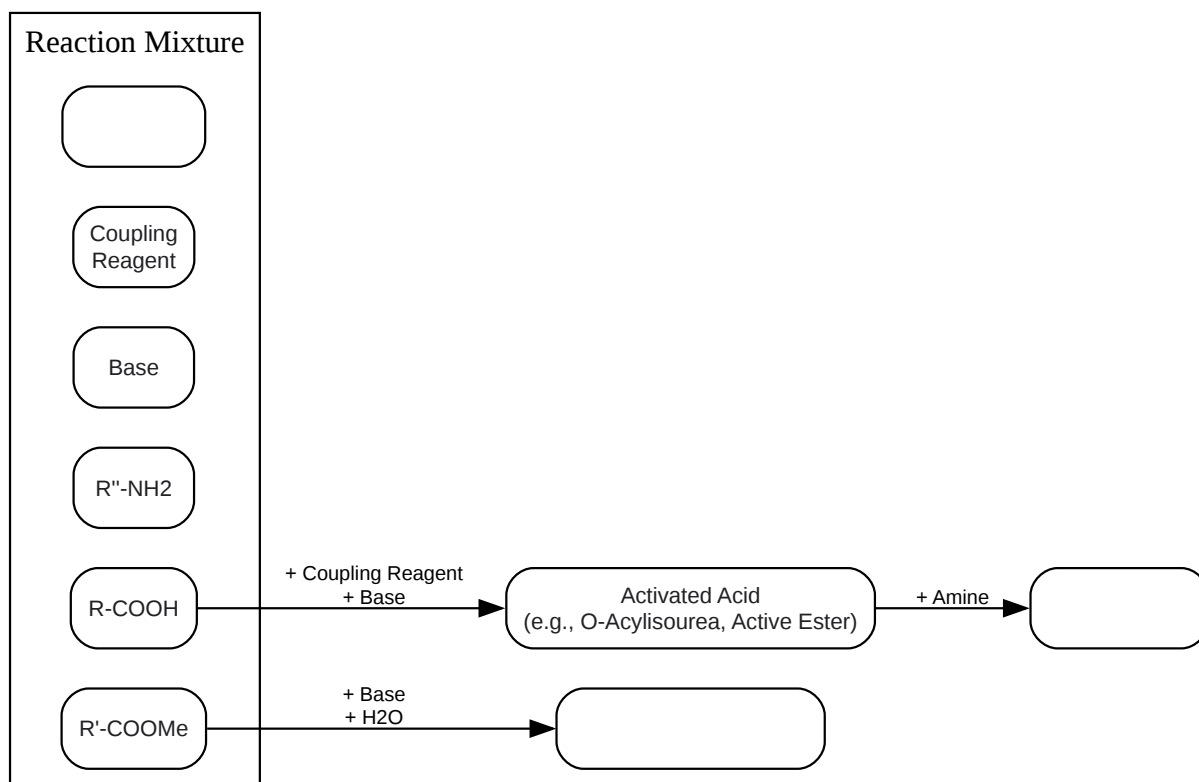 Reaction Mixture
Coupling
Reagent
Base
R"-NH2
R-COOH
+ Coupling Reagent
+ Base
Activated Acid
(e.g., O-Acylisourea, Active Ester)
+ Amine
R'-COOMe
+ Base
+ H2O